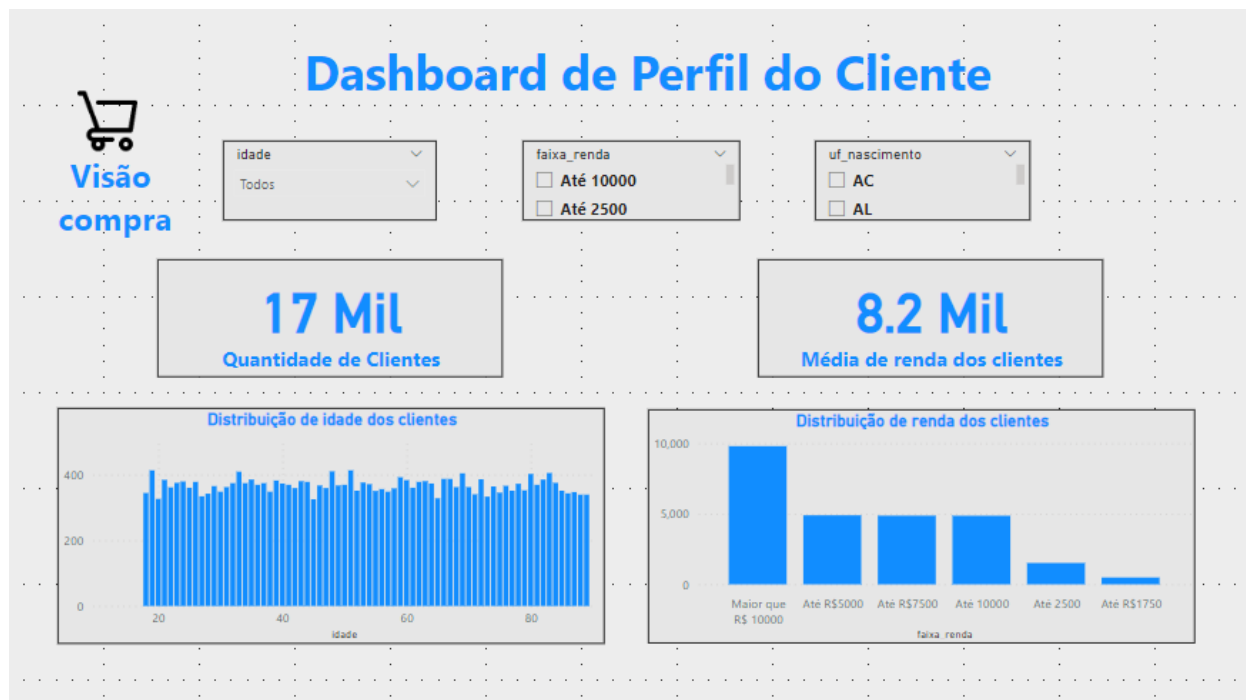 Dashboard de Perfil do Cliente
Visão
compra
idade
Todos
faixa_renda
Até 10000
Até 2500
uf_nascimento
AC
AL
17 Mil
Quantidade de Clientes
8.2 Mil
Média de renda dos clientes
Distribuição de idade dos clientes
400
200
0
20 40 60 80
idade
Distribuição de renda dos clientes
10,000
5,000
0
Maior que R$ 10000 Até R$5000 Até R$7500 Até 10000 Até 2500 Até R$1750
faixa_renda